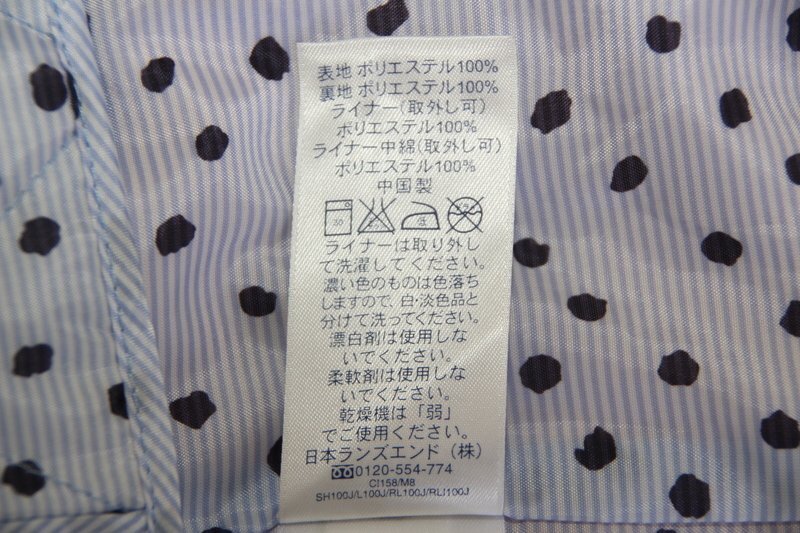 表地 ポリエステル100%
裏地 ポリエステル100%
ライナー(取外し可)
ポリエステル100%
ライナー中綿(取外し可)
ポリエステル100%
中国製
30 低
ライナーは取り外し
て洗濯してください。
濃い色のものは色落ち
しますので、白・淡色品と
分けて洗ってください。
漂白剤は使用しな
いでください。
柔軟剤は使用しな
いでください。
乾燥機は「弱」
でご使用ください。
日本ランズエンド(株)
0120-554-774
CI158/M8
SH100J/L100J/RL100J/RLI100J